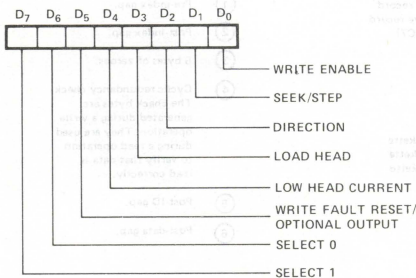 D7 D6 D5 D4 D3 D2 D1 D0
WRITE ENABLE
SEEK/STEP
DIRECTION
LOAD HEAD
LOW HEAD CURRENT
WRITE FAULT RESET/
OPTIONAL OUTPUT
SELECT 0
SELECT 1